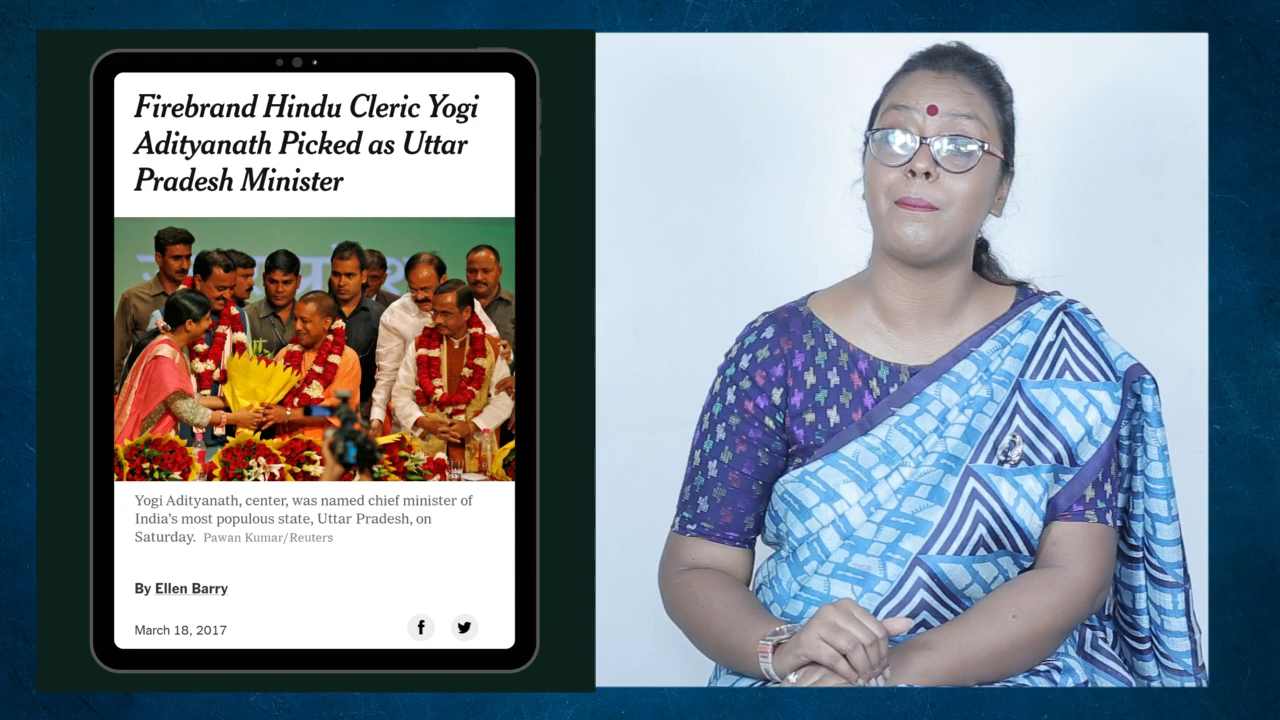 Firebrand Hindu Cleric Yogi
Adityanath Picked as Uttar
Pradesh Minister
Yogi Adityanath, center, was named chief minister of
India’s most populous state, Uttar Pradesh, on
Saturday. Pawan Kumar/Reuters
By Ellen Barry
March 18, 2017